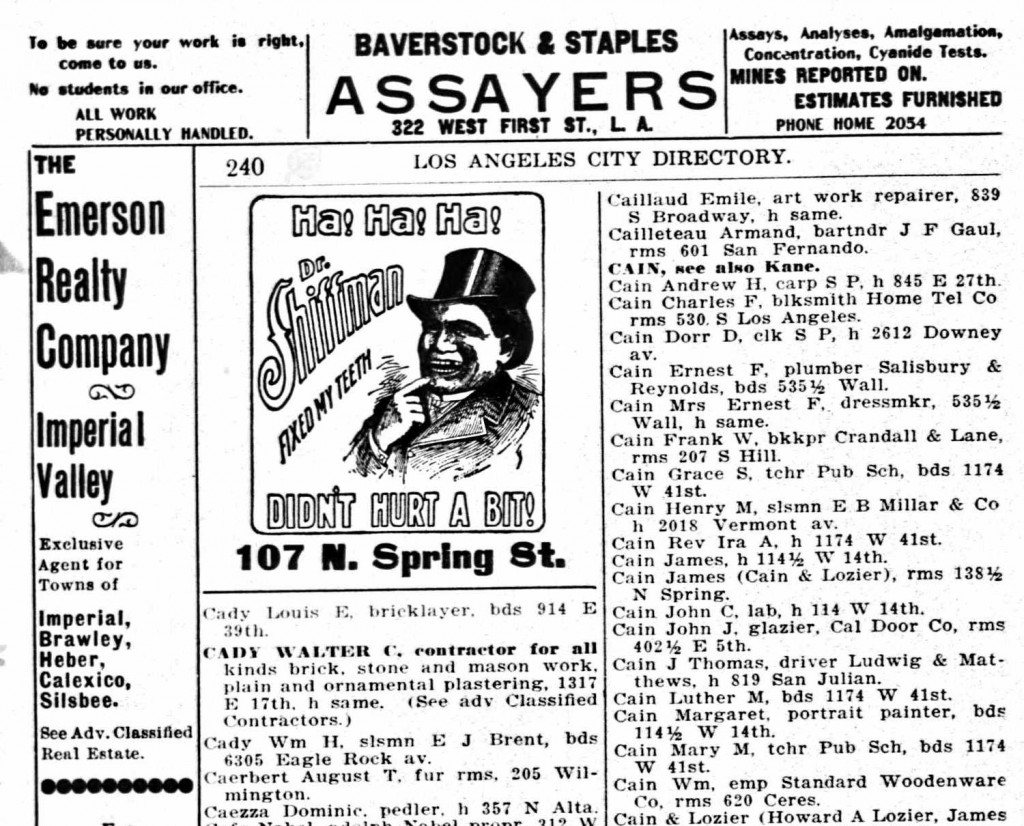 To be sure your work is right,
come to us.
No students in our office.
ALL WORK
PERSONALLY HANDLED.
BAVERSTOCK & STAPLES
ASSAYERS
322 WEST FIRST ST., L. A.
Assays, Analyses, Amalgamation,
Concentration, Cyanide Tests.
MINES REPORTED ON.
ESTIMATES FURNISHED
PHONE HOME 2054
THE
Emerson
Realty
Company
Imperial
Valley
Exclusive
Agent for
Towns of
Imperial,
Brawley,
Heber,
Calexico,
Silsbee.
See Adv. Classified
Real Estate.
240
LOS ANGELES CITY DIRECTORY.
Ha! Ha! Ha!
Dr.
Shiffman
FIXED MY TEETH
DIDN'T HURT A BIT!
107 N. Spring St.
Cady Louis E, bricklayer, bds 914 E
39th.
CADY WALTER C, contractor for all
kinds brick, stone and mason work,
plain and ornamental plastering, 1317
E 17th, h same. (See adv Classified
Contractors.)
Cady Wm H, slsmn E J Brent, bds
6305 Eagle Rock av.
Caerbert August T, fur rms, 205 Wil-
mington.
Caezza Dominic, pedler, h 357 N Alta.
Caillaud Emile, art work repairer, 839
S Broadway, h same.
Cailleteau Armand, bartndr J F Gaul,
rms 601 San Fernando.
CAIN, see also Kane.
Cain Andrew H, carp S P, h 845 E 27th.
Cain Charles F, blksmith Home Tel Co
rms 530 S Los Angeles.
Cain Dorr D, clk S P, h 2612 Downey
av.
Cain Ernest F, plumber Salisbury &
Reynolds, bds 535½ Wall.
Cain Mrs Ernest F, dressmkr, 535½
Wall, h same.
Cain Frank W, bkkpr Crandall & Lane,
rms 207 S Hill.
Cain Grace S, tchr Pub Sch, bds 1174
W 41st.
Cain Henry M, slsmn E B Millar & Co
h 2018 Vermont av.
Cain Rev Ira A, h 1174 W 41st.
Cain James, h 114½ W 14th.
Cain James (Cain & Lozier), rms 138½
N Spring.
Cain John C, lab, h 114 W 14th.
Cain John J, glazier, Cal Door Co, rms
402½ E 5th.
Cain J Thomas, driver Ludwig & Mat-
thews, h 819 San Julian.
Cain Luther M, bds 1174 W 41st.
Cain Margaret, portrait painter, bds
114½ W 14th.
Cain Mary M, tchr Pub Sch, bds 1174
W 41st.
Cain Wm, emp Standard Woodenware
Co, rms 620 Ceres.
Cain & Lozier (Howard A Lozier, James